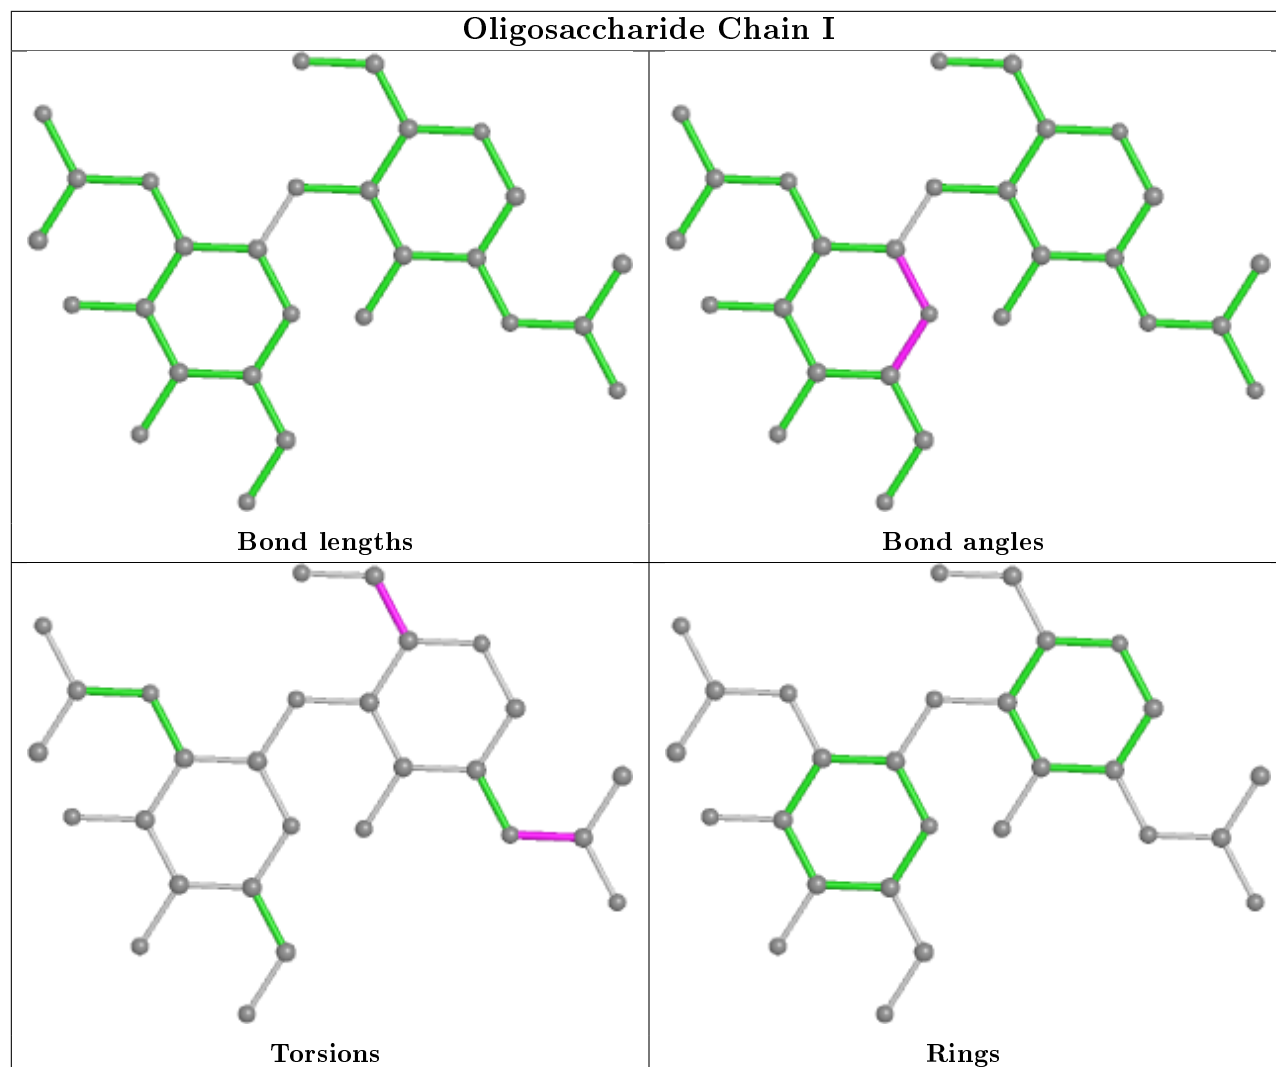 Oligosaccharide Chain I
Bond lengths
Bond angles
Torsions
Rings